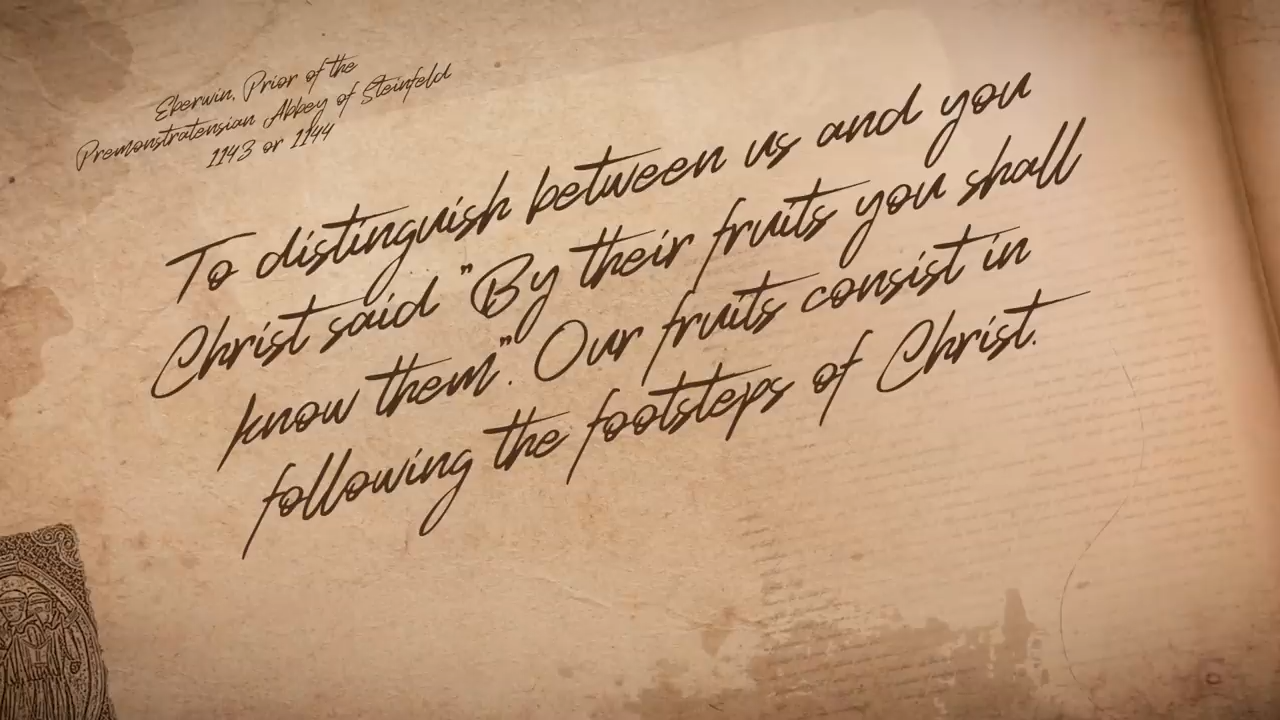 Eberwin, Prior of the
Premonstratensian Abbey of Steinfeld
1143 or 1144
To distinguish between us and you
Christ said "By their fruits you shall
know them". Our fruits consist in
following the footsteps of Christ.